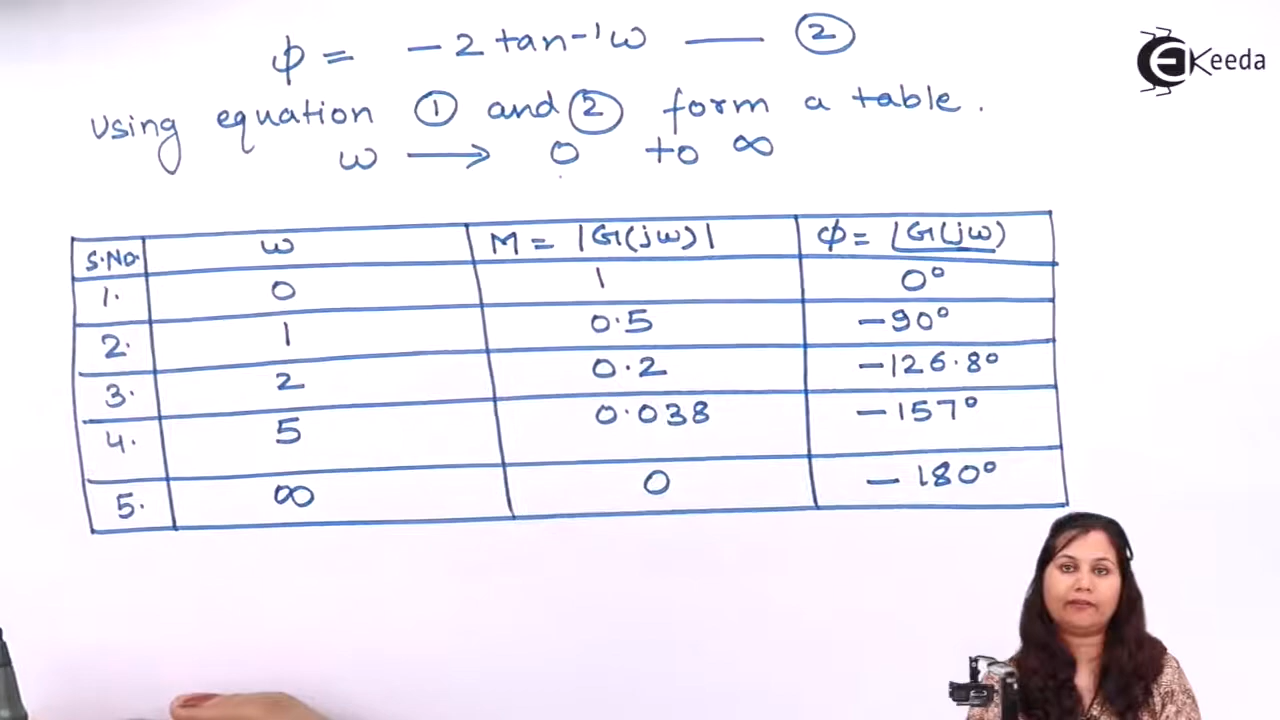 ϕ = -2 tan-1ω — ②
Ekeeda
using equation ① and ② form a table.
ω → 0 to ∞
S.No. ω M = |G(jω)| ϕ = ∠G(jω)
1. 0 1 0°
2. 1 0.5 -90°
3. 2 0.2 -126.8°
4. 5 0.038 -157°
5. ∞ 0 -180°